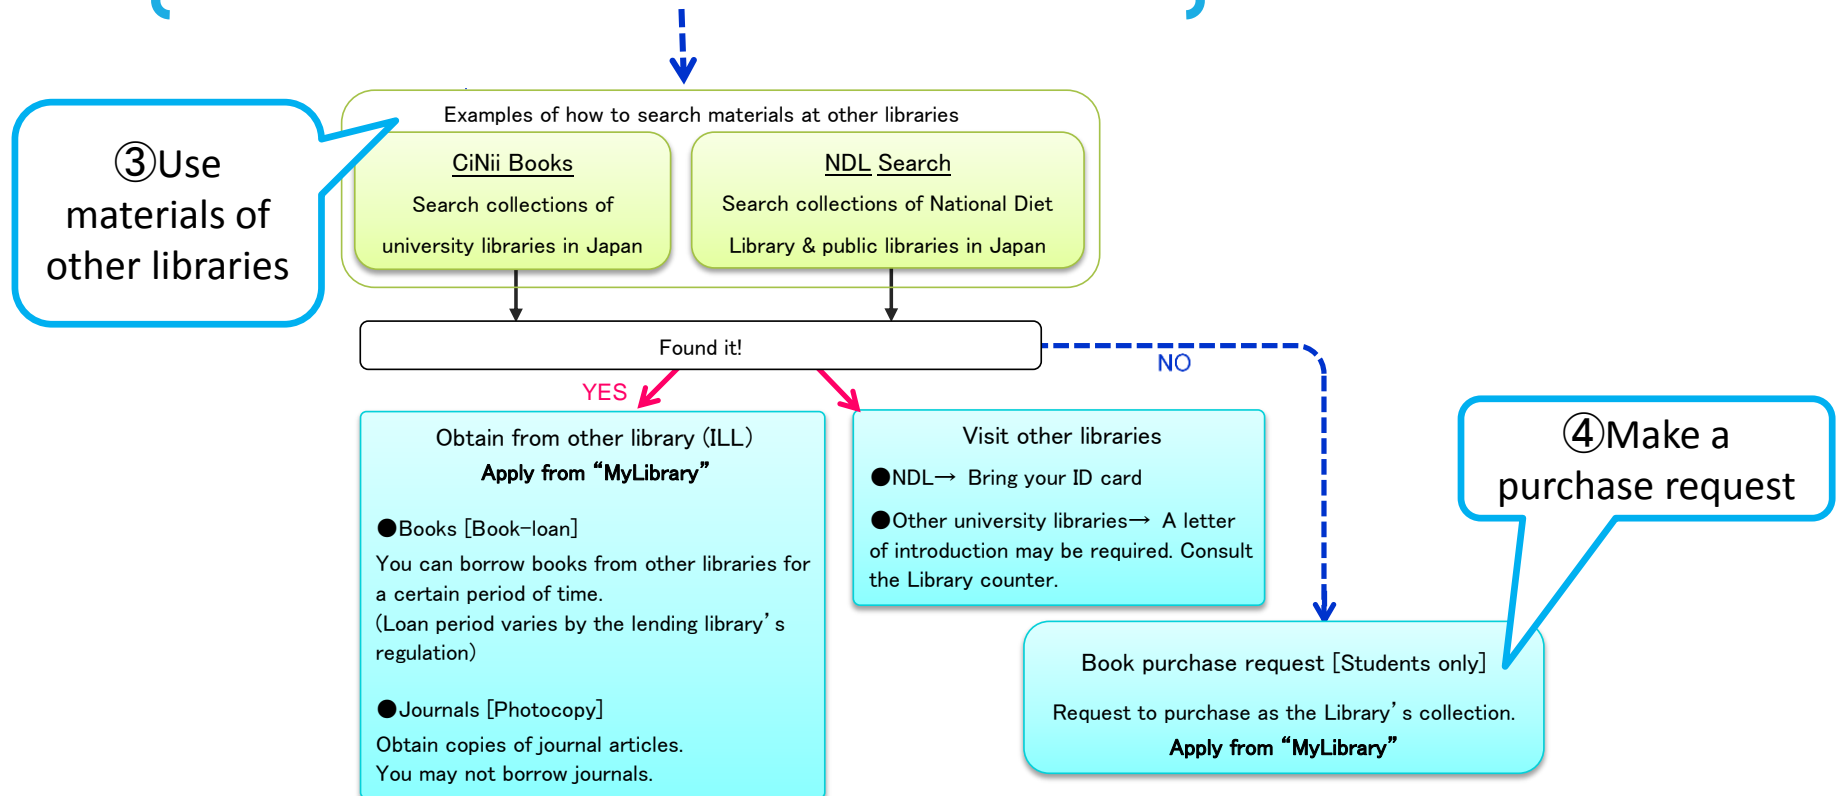 Examples of how to search materials at other libraries
③Use
materials of
other libraries
CiNii Books
Search collections of
university libraries in Japan
NDL Search
Search collections of National Diet
Library & public libraries in Japan
Found it!
NO
YES
Obtain from other library (ILL)
Apply from “MyLibrary”
●Books [Book-loan]
You can borrow books from other libraries for
a certain period of time.
(Loan period varies by the lending library’s
regulation)
●Journals [Photocopy]
Obtain copies of journal articles.
You may not borrow journals.
Visit other libraries
●NDL→ Bring your ID card
●Other university libraries→ A letter
of introduction may be required. Consult
the Library counter.
④Make a
purchase request
Book purchase request [Students only]
Request to purchase as the Library’s collection.
Apply from “MyLibrary”